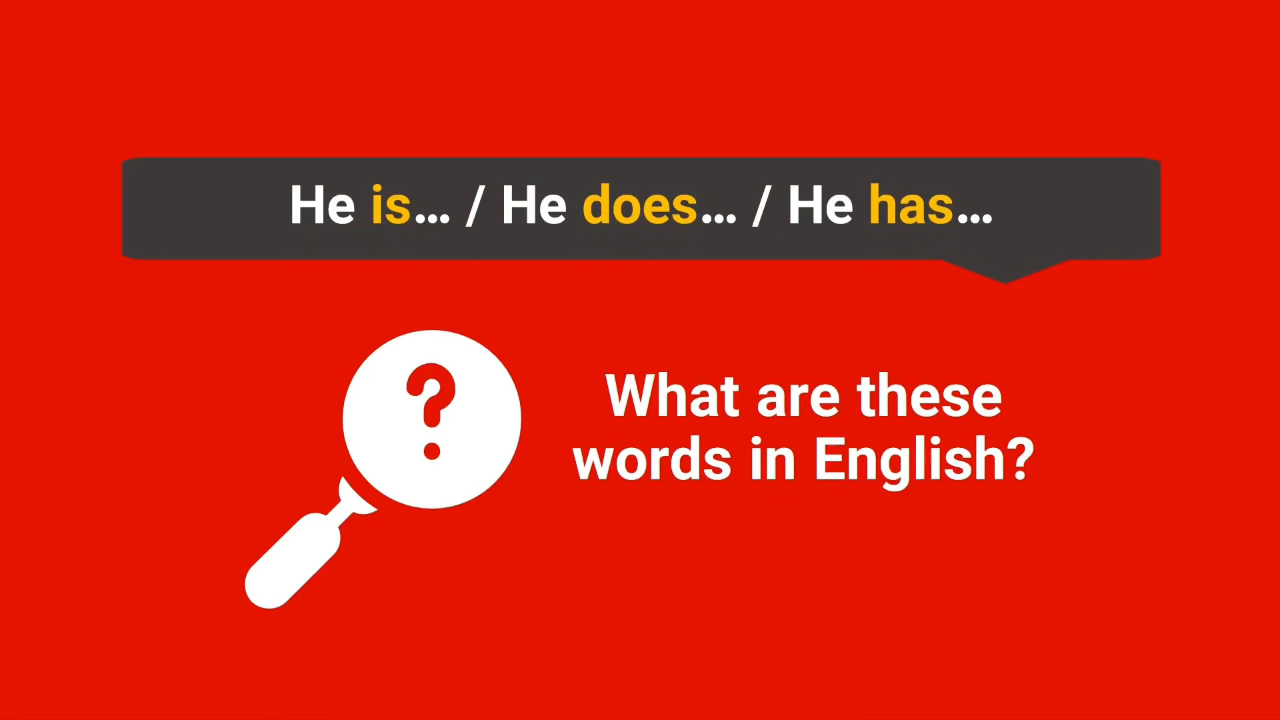 He is... / He does... / He has...
?
What are these
words in English?